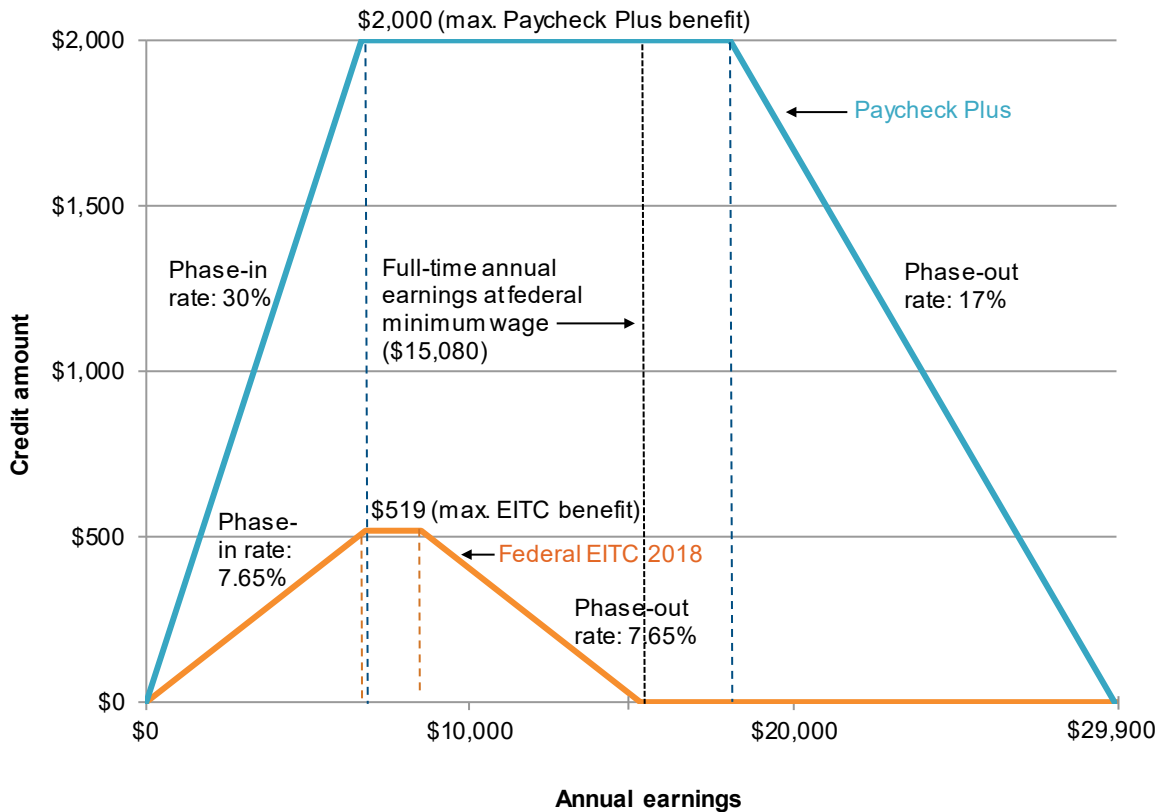 $2,000 (max. Paycheck Plus benefit)
$2,000
Paycheck Plus
$1,500
Phase-in
rate: 30%
Full-time annual
earnings at federal
minimum wage
($15,080)
Phase-out
rate: 17%
$1,000
Credit amount
$519 (max. EITC benefit)
Phase-
in rate:
7.65%
$500
Federal EITC 2018
Phase-out
rate: 7.65%
$0
$0
$10,000
$20,000
$29,900
Annual earnings